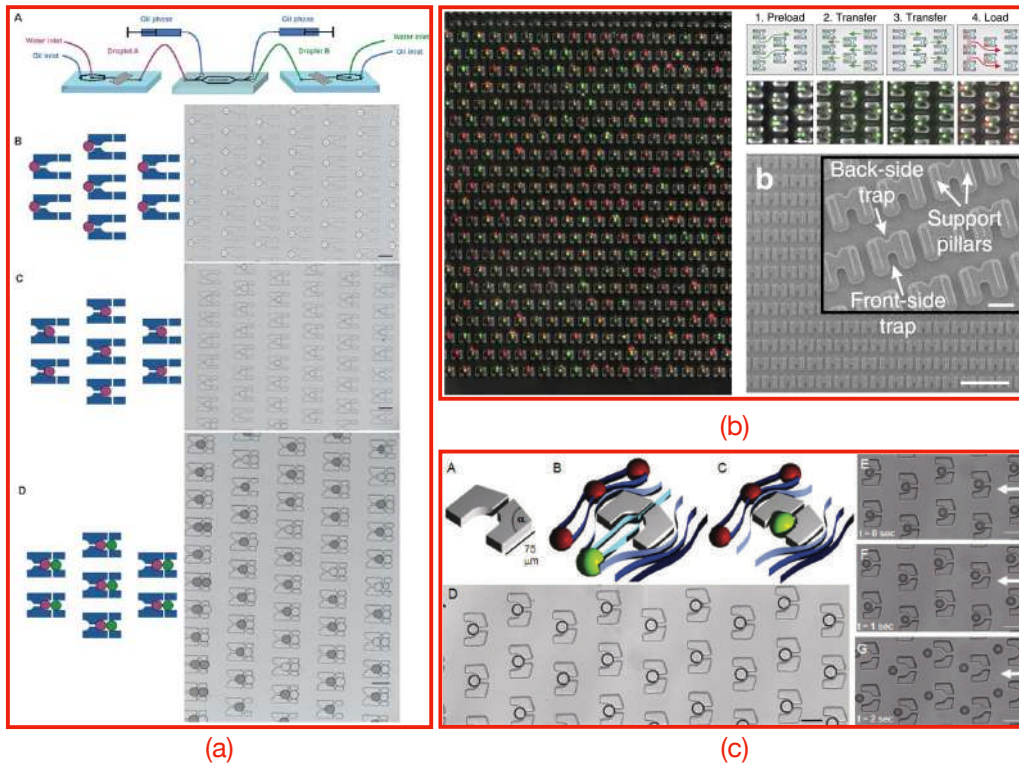 A
Oil phase
Oil phase
Water inlet
Oil inlet
Droplet A
Droplet B
Water inlet
Oil inlet
B
C
D
(a)
1. Preload
2. Transfer
3. Transfer
4. Load
b
Back-side
trap
Support
pillars
Front-side
trap
(b)
A
B
C
α
75
μm
D
E
t = 0 sec
F
t = 1 sec
G
t = 2 sec
(c)